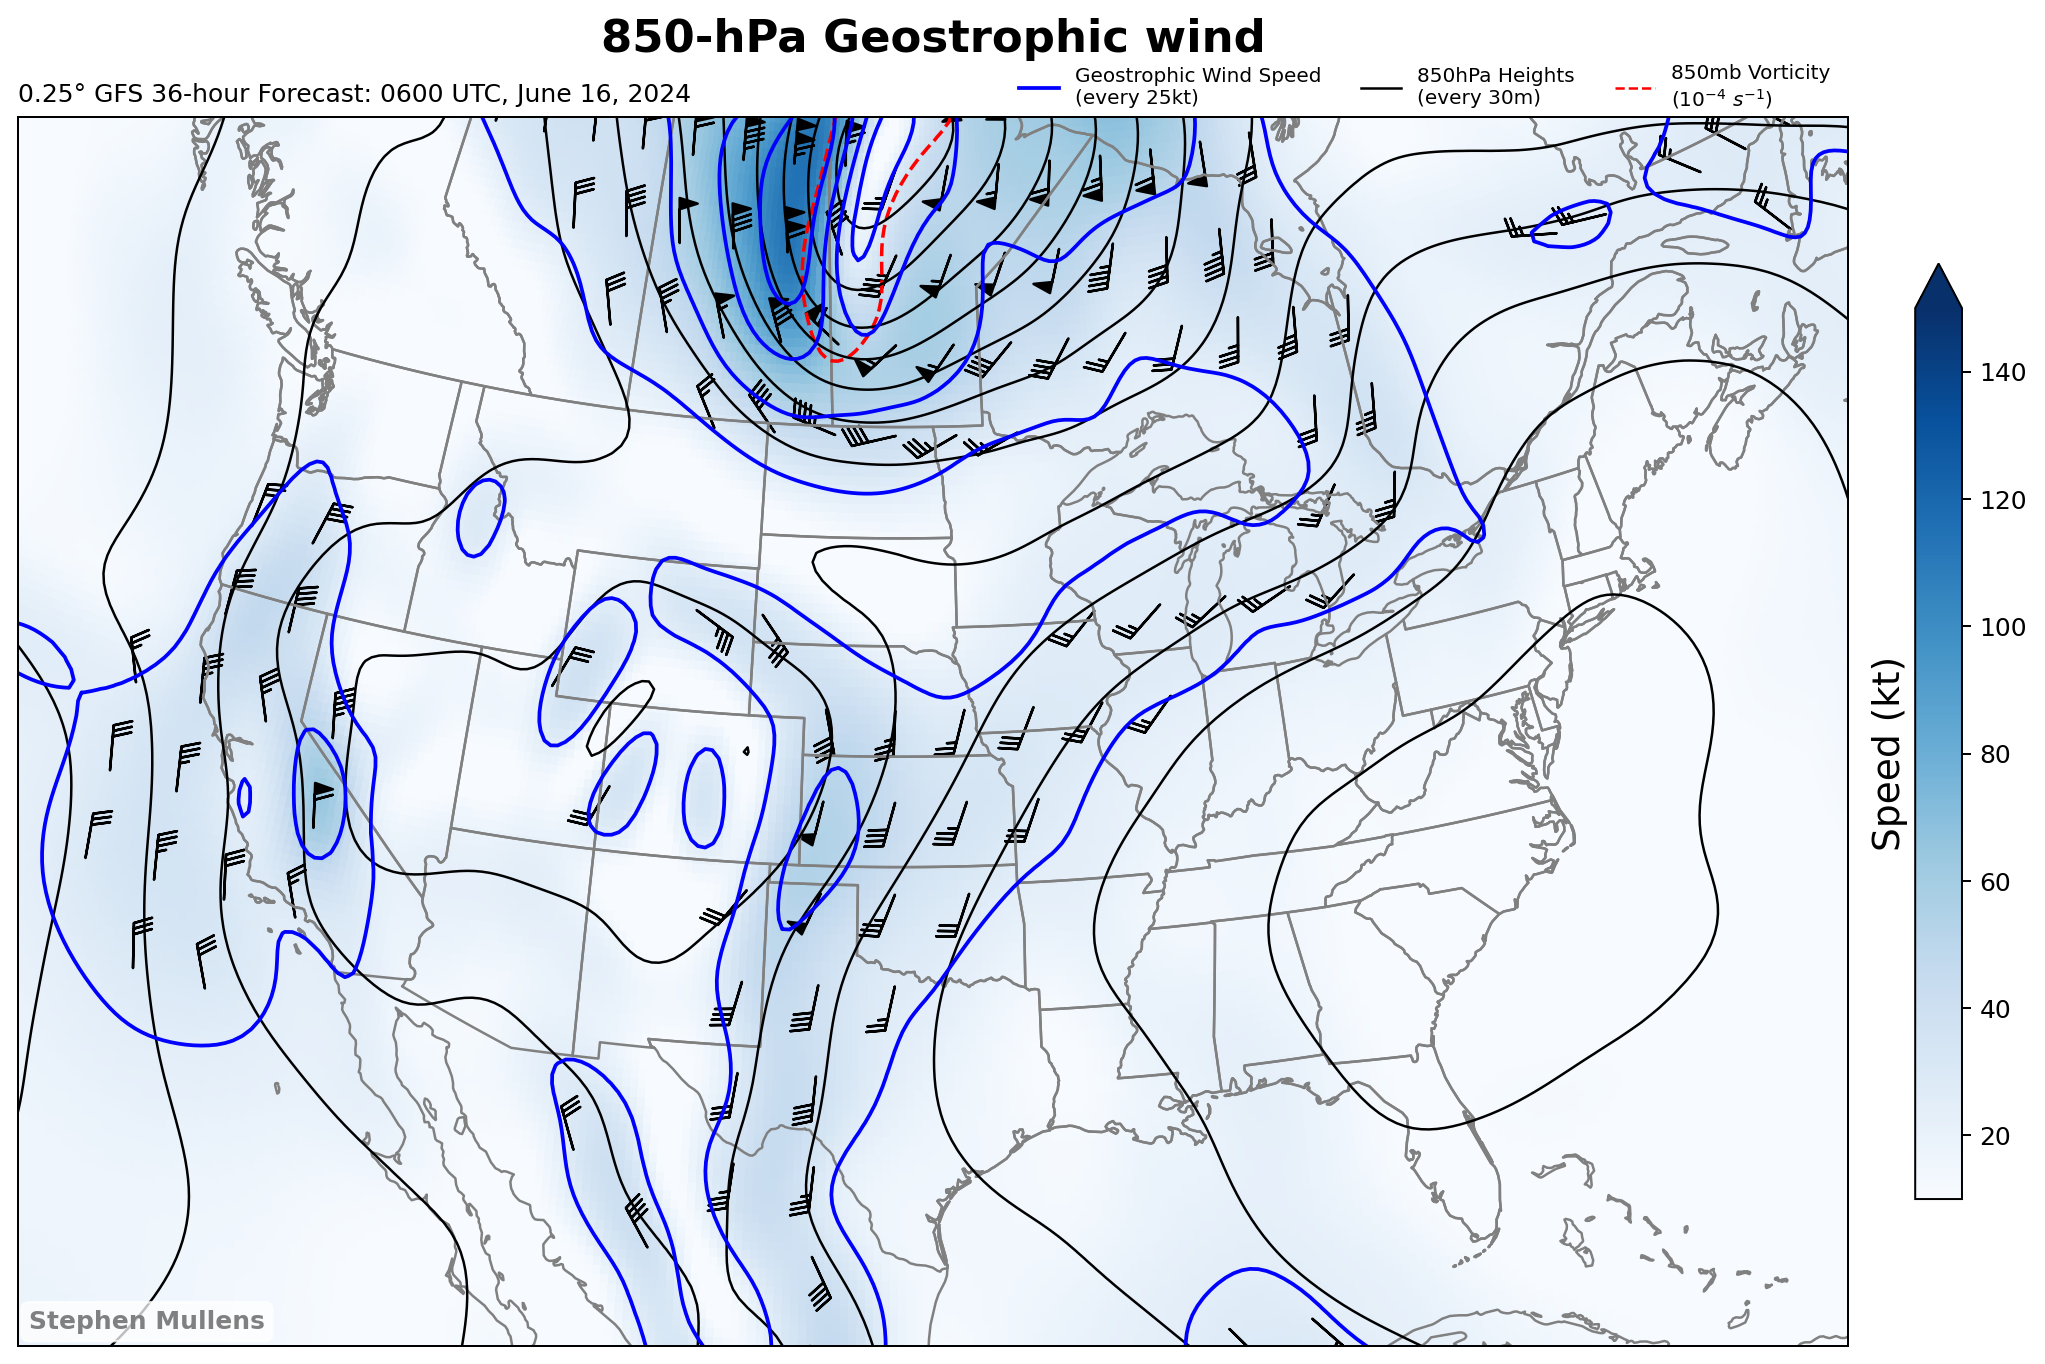 850-hPa Geostrophic wind
0.25° GFS 36-hour Forecast: 0600 UTC, June 16, 2024
Geostrophic Wind Speed
(every 25kt)
850hPa Heights
(every 30m)
850mb Vorticity
(10⁻⁴ s⁻¹)
140
120
100
80
60
40
20
Speed (kt)
Stephen Mullens